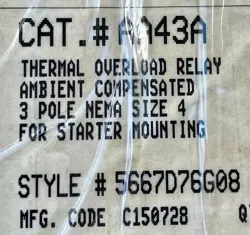 CAT.# AA43A
THERMAL OVERLOAD RELAY
AMBIENT COMPENSATED
3 POLE NEMA SIZE 4
FOR STARTER MOUNTING
STYLE # 5667D76G08
MFG. CODE C150728